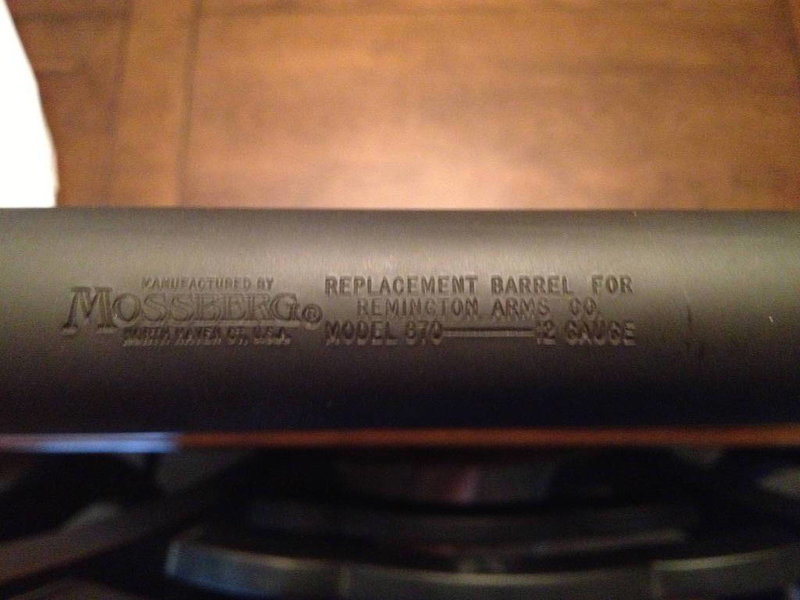 MANUFACTURED BY
MOSSBERG®
NORTH HAVEN CT. U.S.A.
REPLACEMENT BARREL FOR
REMINGTON ARMS CO.
MODEL 870——12 GAUGE